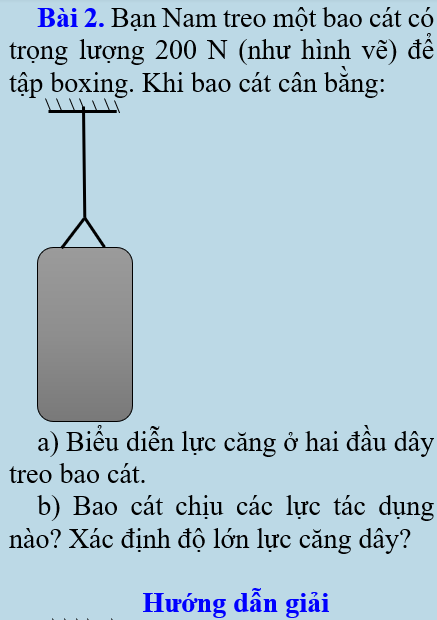 Bài 2. Bạn Nam treo một bao cát có
trọng lượng 200 N (như hình vẽ) để
tập boxing. Khi bao cát cân bằng:
a) Biểu diễn lực căng ở hai đầu dây
treo bao cát.
b) Bao cát chịu các lực tác dụng
nào? Xác định độ lớn lực căng dây?
Hướng dẫn giải